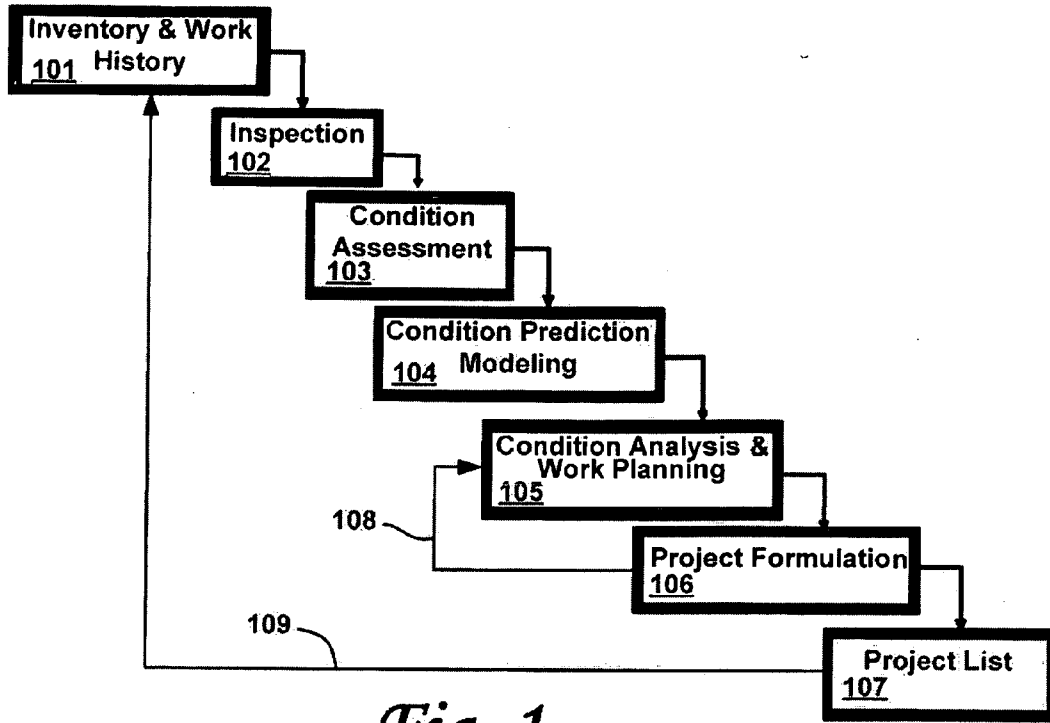 Inventory & Work
History
101
Inspection
102
Condition
Assessment
103
Condition Prediction
Modeling
104
Condition Analysis &
Work Planning
105
108
Project Formulation
106
109
Project List
107
Fig. 1